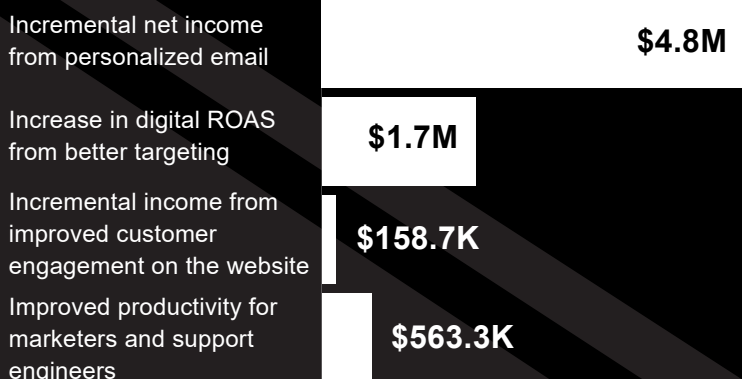 Incremental net income
from personalized email
$4.8M
Increase in digital ROAS
from better targeting
$1.7M
Incremental income from
improved customer
engagement on the website
$158.7K
Improved productivity for
marketers and support
engineers
$563.3K